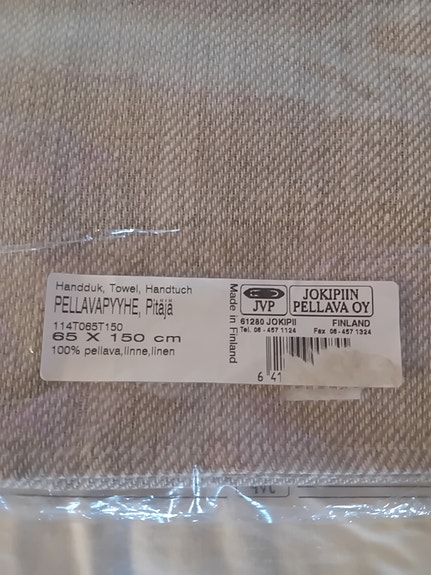 Handduk, Towel, Handtuch
PELLAVAPYYHE, Pitäjä
114T065T150
65 X 150 cm
100% pellava,linne,linen
Made in Finland
JVP
JOKIPIIN
PELLAVA OY
61280 JOKIPII FINLAND
Tel. 06 - 457 1124 Fax 06 - 457 1324
6 41